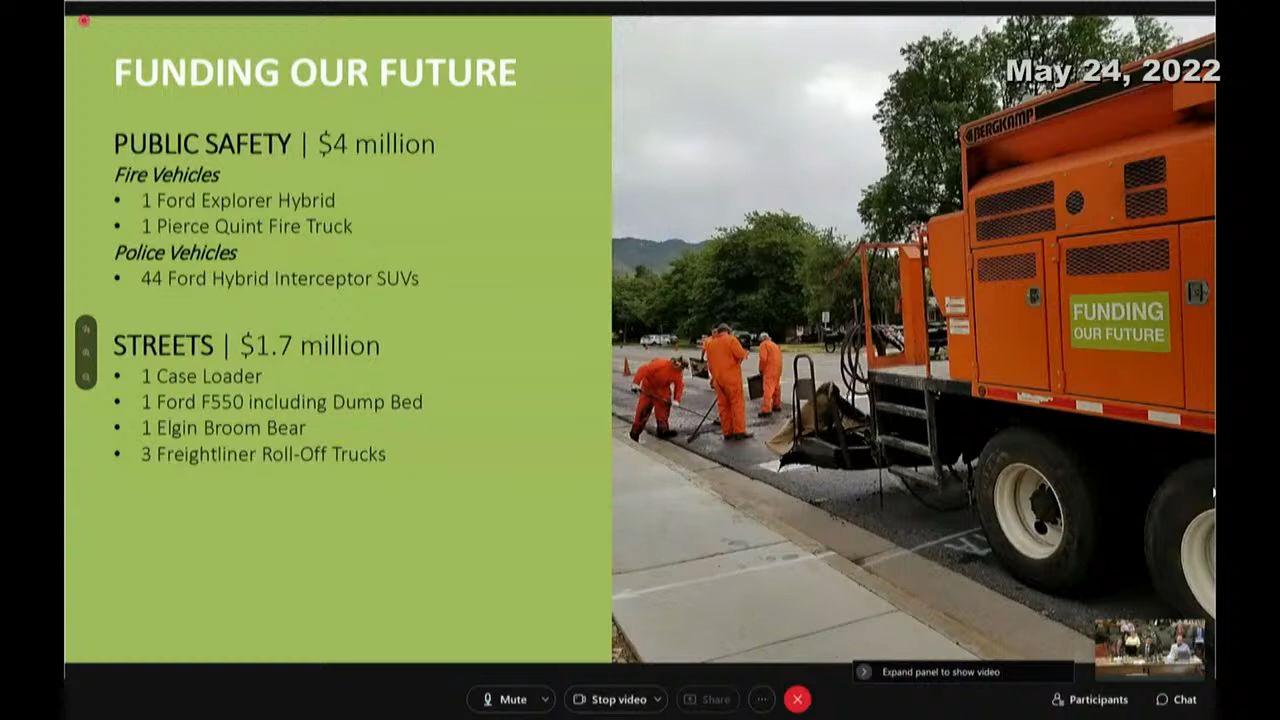 FUNDING OUR FUTURE
May 24, 2022
PUBLIC SAFETY | $4 million
Fire Vehicles
• 1 Ford Explorer Hybrid
• 1 Pierce Quint Fire Truck
Police Vehicles
• 44 Ford Hybrid Interceptor SUVs
STREETS | $1.7 million
• 1 Case Loader
• 1 Ford F550 including Dump Bed
• 1 Elgin Broom Bear
• 3 Freightliner Roll-Off Trucks
BERGKAMP
FUNDING
OUR FUTURE
Expand panel to show video
Mute
Stop video
Share
Participants
Chat